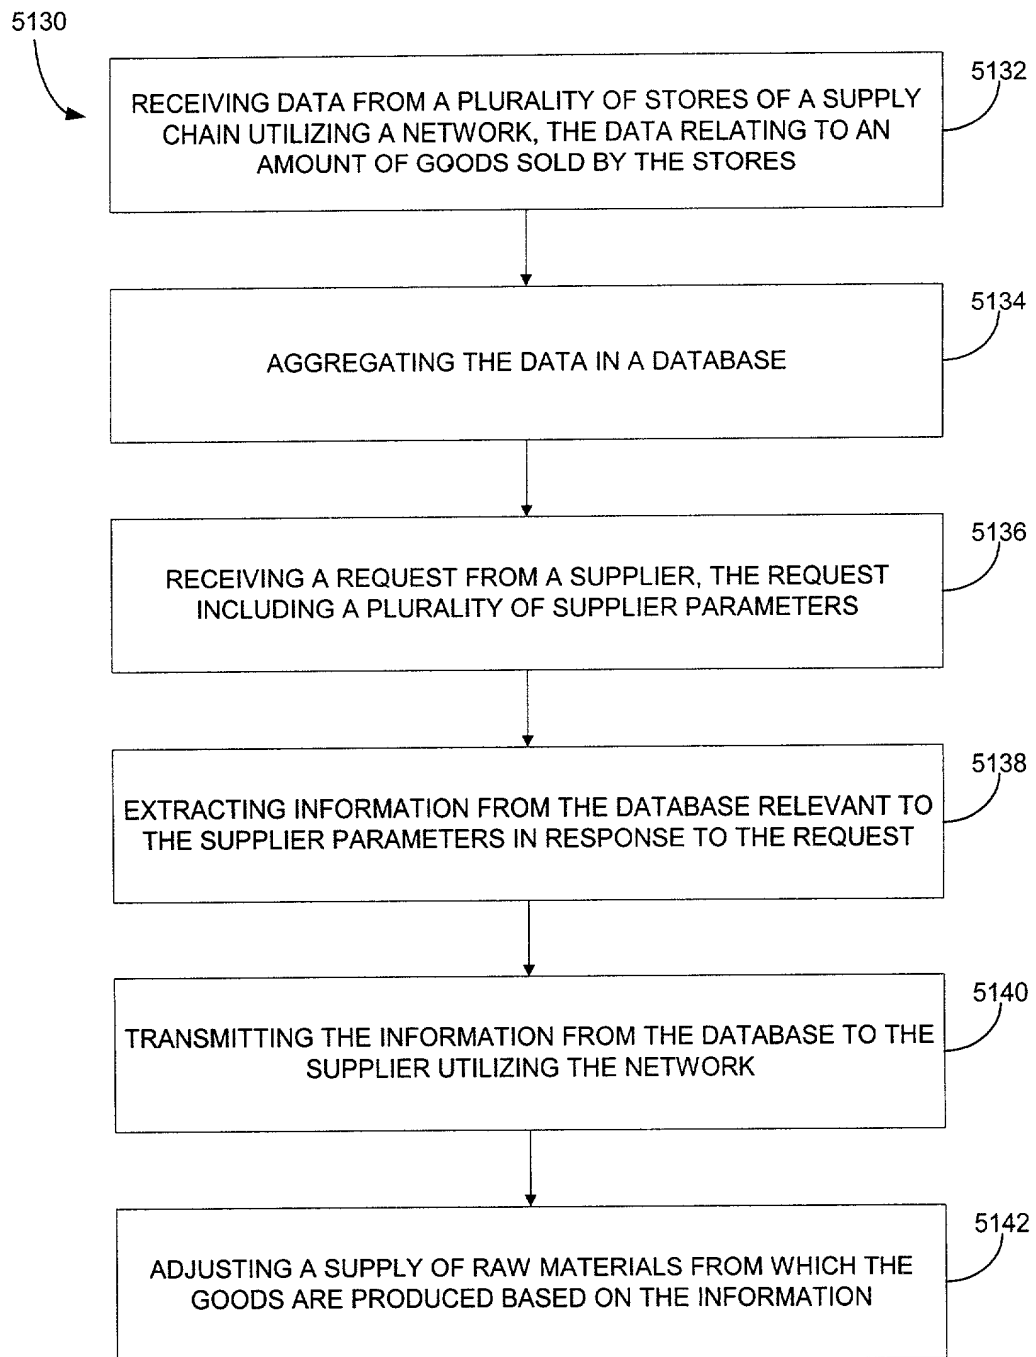 5130
5132
RECEIVING DATA FROM A PLURALITY OF STORES OF A SUPPLY
CHAIN UTILIZING A NETWORK, THE DATA RELATING TO AN
AMOUNT OF GOODS SOLD BY THE STORES
5134
AGGREGATING THE DATA IN A DATABASE
5136
RECEIVING A REQUEST FROM A SUPPLIER, THE REQUEST
INCLUDING A PLURALITY OF SUPPLIER PARAMETERS
5138
EXTRACTING INFORMATION FROM THE DATABASE RELEVANT TO
THE SUPPLIER PARAMETERS IN RESPONSE TO THE REQUEST
5140
TRANSMITTING THE INFORMATION FROM THE DATABASE TO THE
SUPPLIER UTILIZING THE NETWORK
5142
ADJUSTING A SUPPLY OF RAW MATERIALS FROM WHICH THE
GOODS ARE PRODUCED BASED ON THE INFORMATION